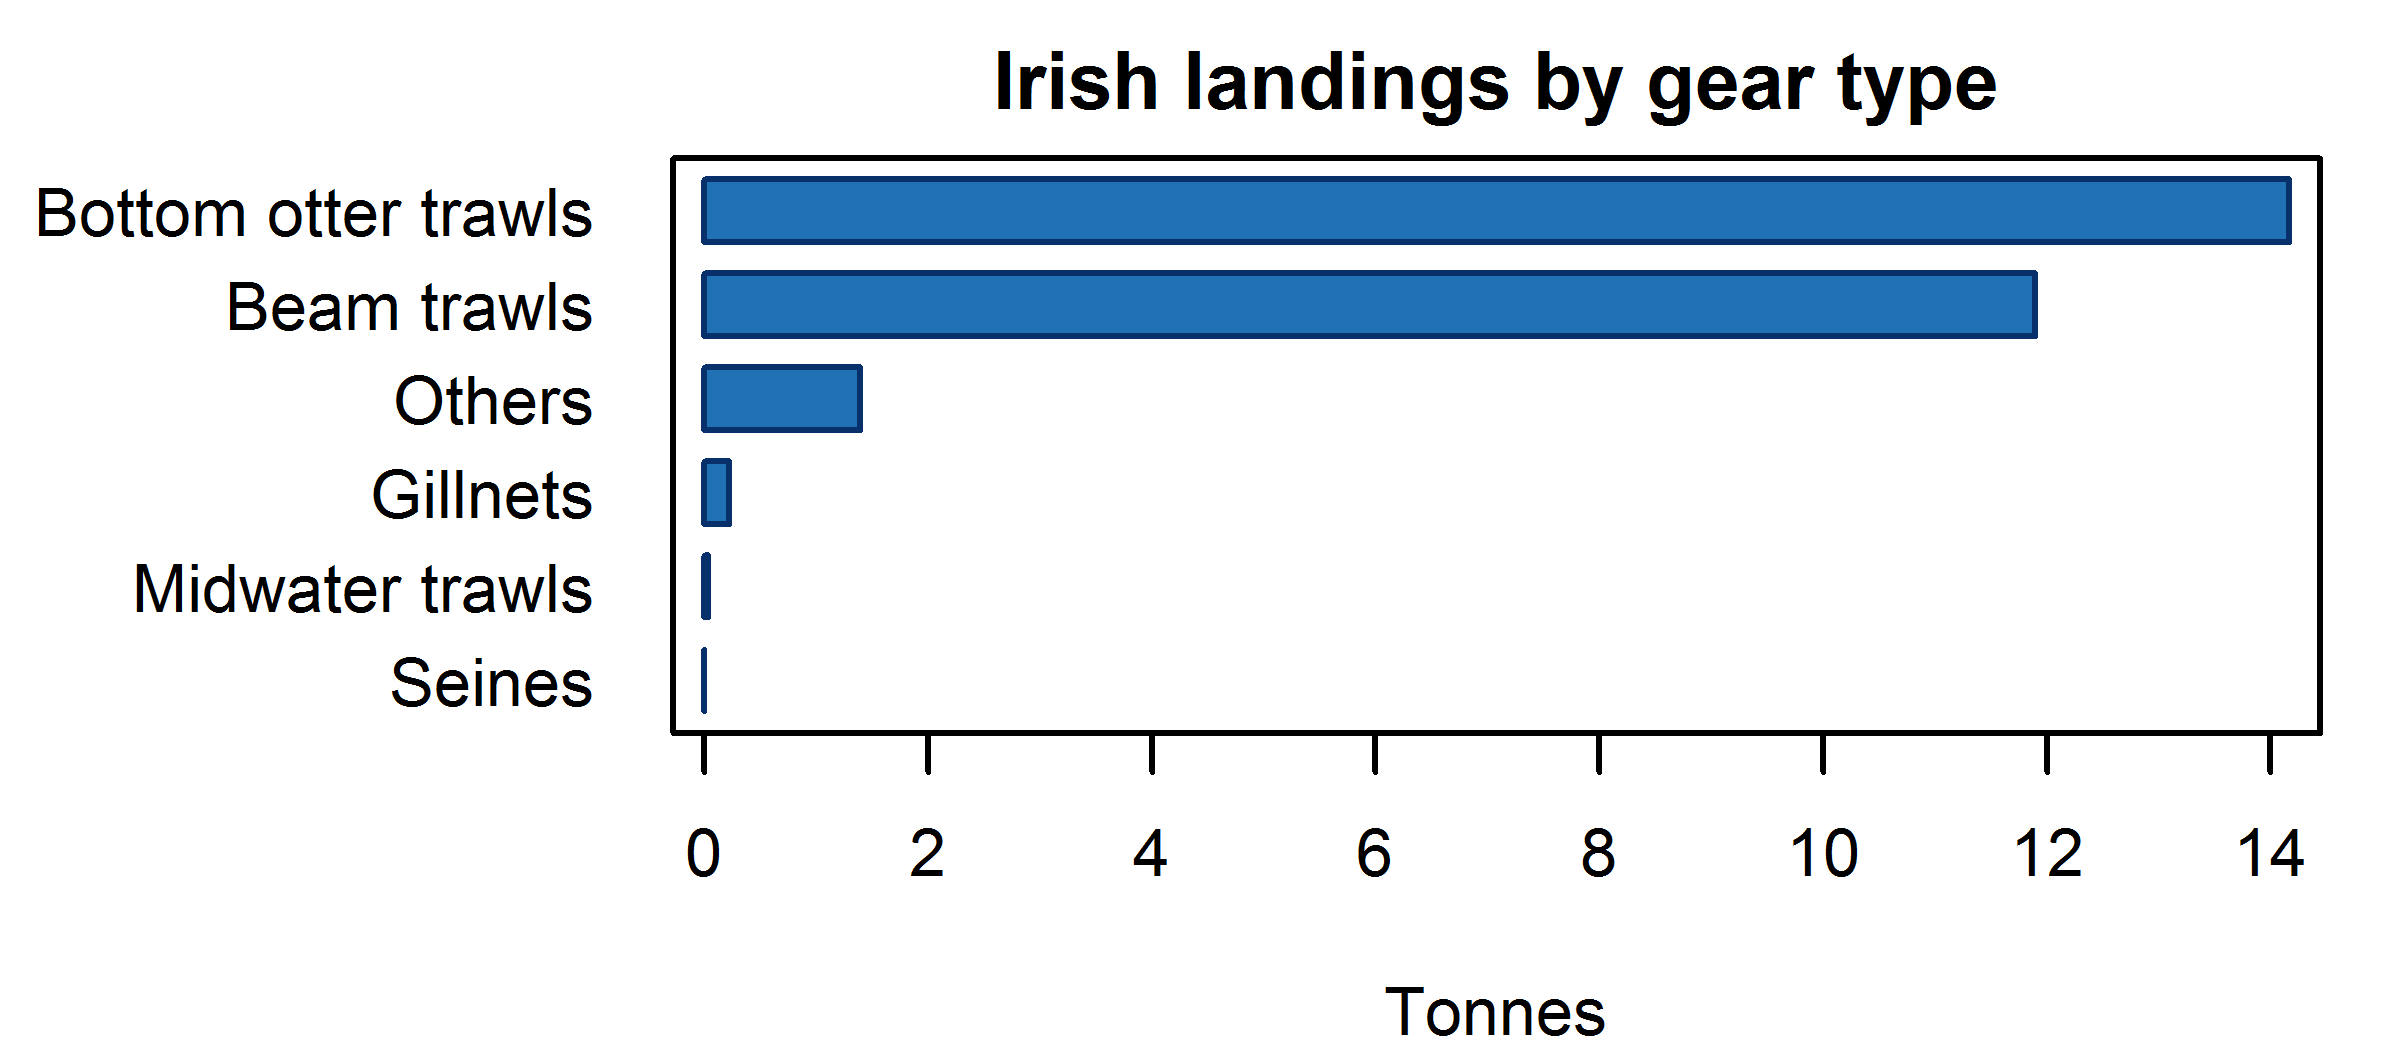 Irish landings by gear type
Bottom otter trawls
Beam trawls
Others
Gillnets
Midwater trawls
Seines
0 2 4 6 8 10 12 14
Tonnes